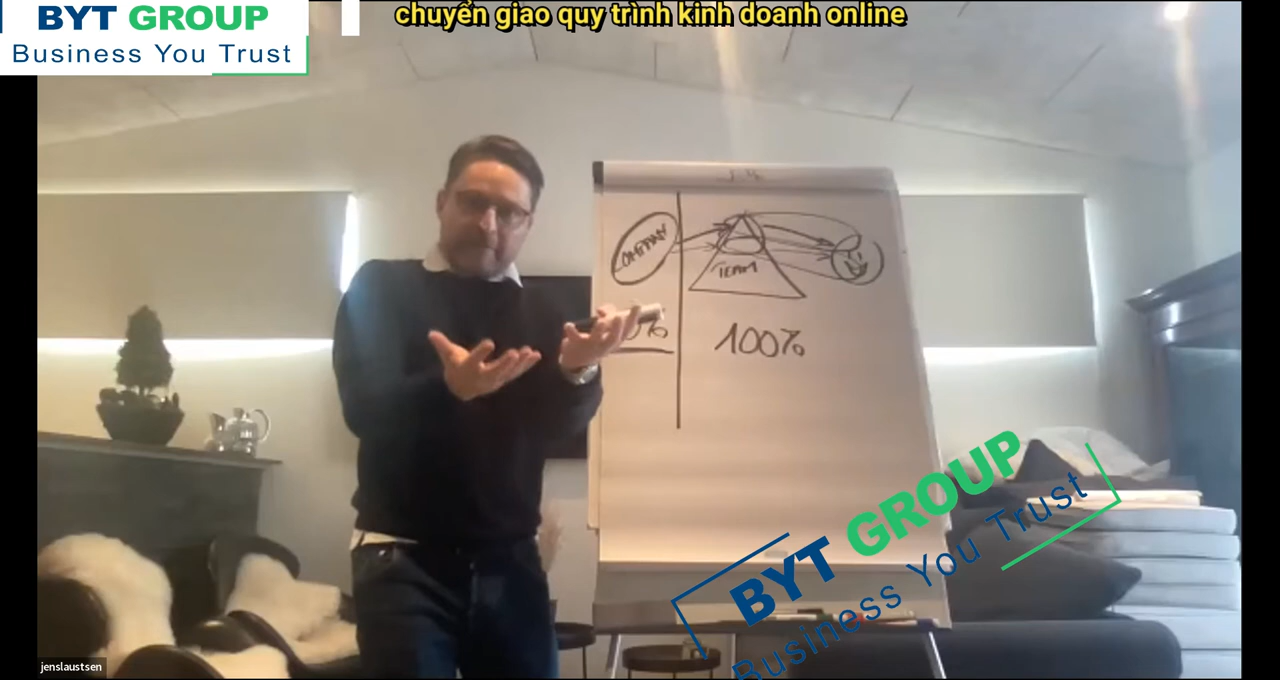 BYT GROUP
Business You Trust
chuyển giao quy trình kinh doanh online
COMPANY
TEAM
0%
100%
BYT GROUP
Business You Trust
jenslaustsen